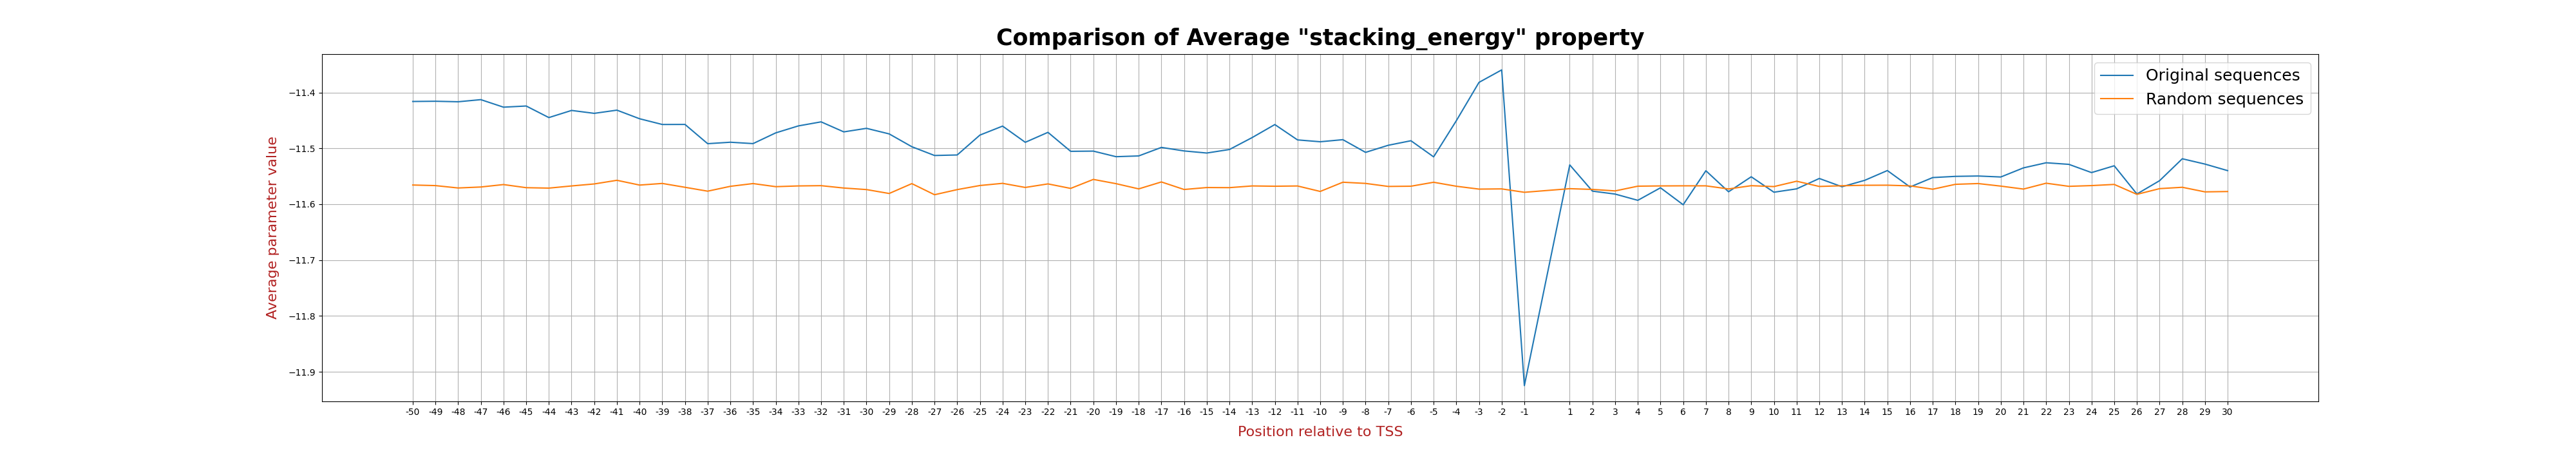 Comparison of Average "stacking_energy" property
Original sequences
Random sequences
Average parameter value
−11.4
−11.5
−11.6
−11.7
−11.8
−11.9
-50 -49 -48 -47 -46 -45 -44 -43 -42 -41 -40 -39 -38 -37 -36 -35 -34 -33 -32 -31 -30 -29 -28 -27 -26 -25 -24 -23 -22 -21 -20 -19 -18 -17 -16 -15 -14 -13 -12 -11 -10 -9 -8 -7 -6 -5 -4 -3 -2 -1 1 2 3 4 5 6 7 8 9 10 11 12 13 14 15 16 17 18 19 20 21 22 23 24 25 26 27 28 29 30
Position relative to TSS